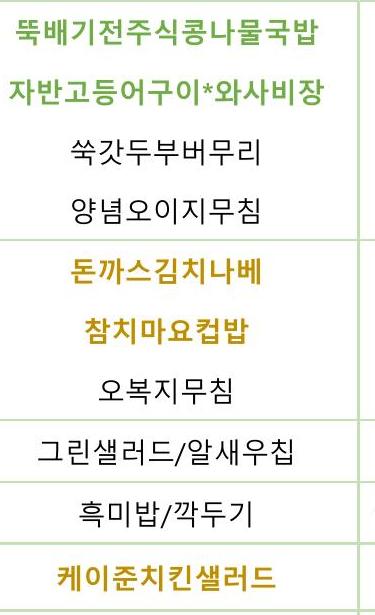 뚝배기전주식콩나물국밥
자반고등어구이*와사비장
쑥갓두부버무리
양념오이지무침
돈까스김치나베
참치마요컵밥
오복지무침
그린샐러드/알새우칩
흑미밥/깍두기
케이준치킨샐러드